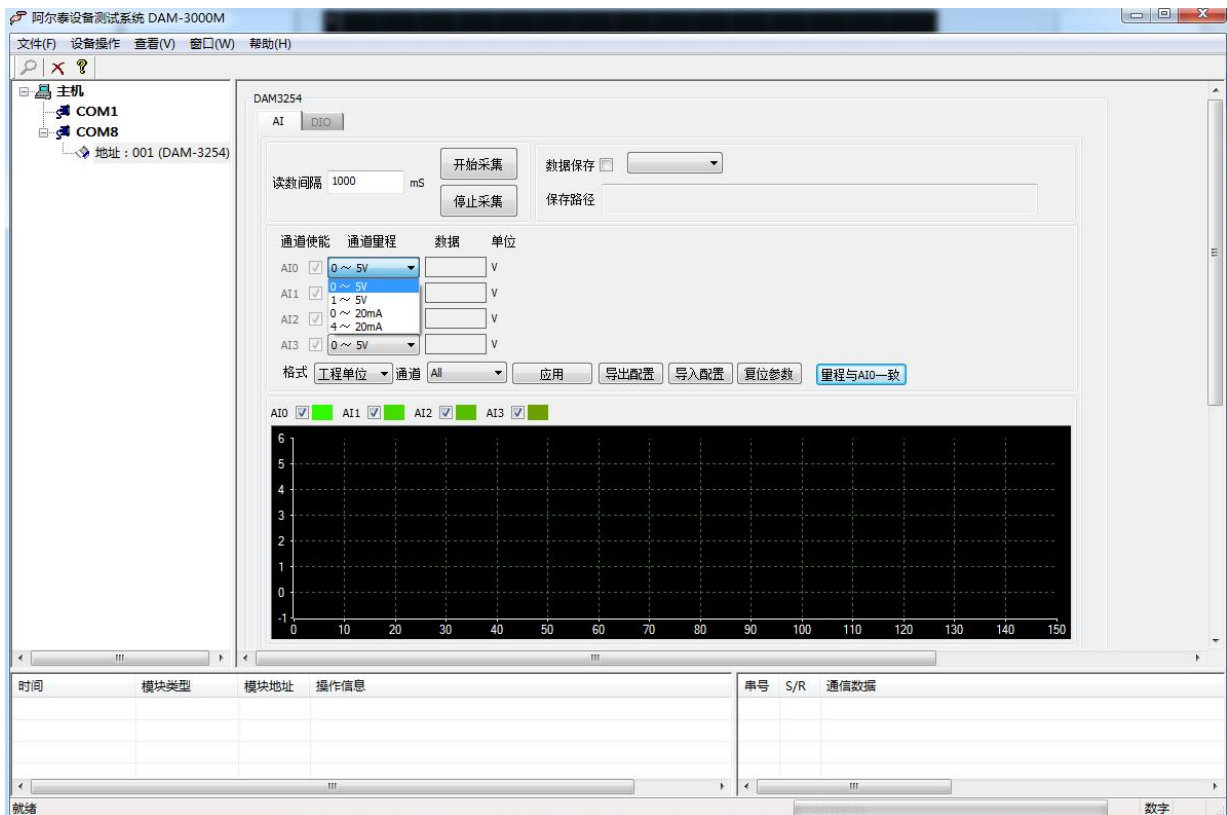 阿尔泰设备测试系统 DAM-3000M
文件(F) 设备操作 查看(V) 窗口(W) 帮助(H)
主机
COM1
COM8
地址：001 (DAM-3254)
DAM3254
AI DIO
读数间隔 1000 mS
开始采集
停止采集
数据保存
保存路径
通道使能 通道里程 数据 单位
AI0 0～ 5V V
0～ 5V
1～ 5V
0～ 20mA
4～ 20mA
AI1 V
AI2 V
AI3 0～ 5V V
格式 工程单位 通道 All 应用 导出配置 导入配置 复位参数 里程与AI0一致
AI0 AI1 AI2 AI3
6
5
4
3
2
1
0
-1
0 10 20 30 40 50 60 70 80 90 100 110 120 130 140 150
时间 模块类型 模块地址 操作信息
串号 S/R 通信数据
就绪
数字